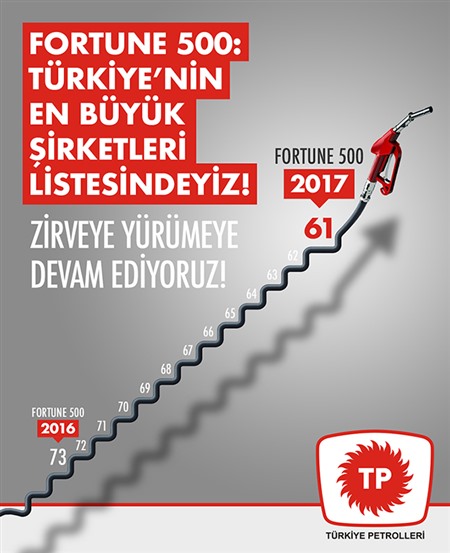 FORTUNE 500:
TÜRKİYE'NİN
EN BÜYÜK
ŞİRKETLERİ
LİSTESİNDEYİZ!
ZİRVEYE YÜRÜMEYE
DEVAM EDİYORUZ!
FORTUNE 500
2017
61
62
63
64
65
66
67
68
69
70
71
72
FORTUNE 500
2016
73
TP
TÜRKİYE PETROLLERİ